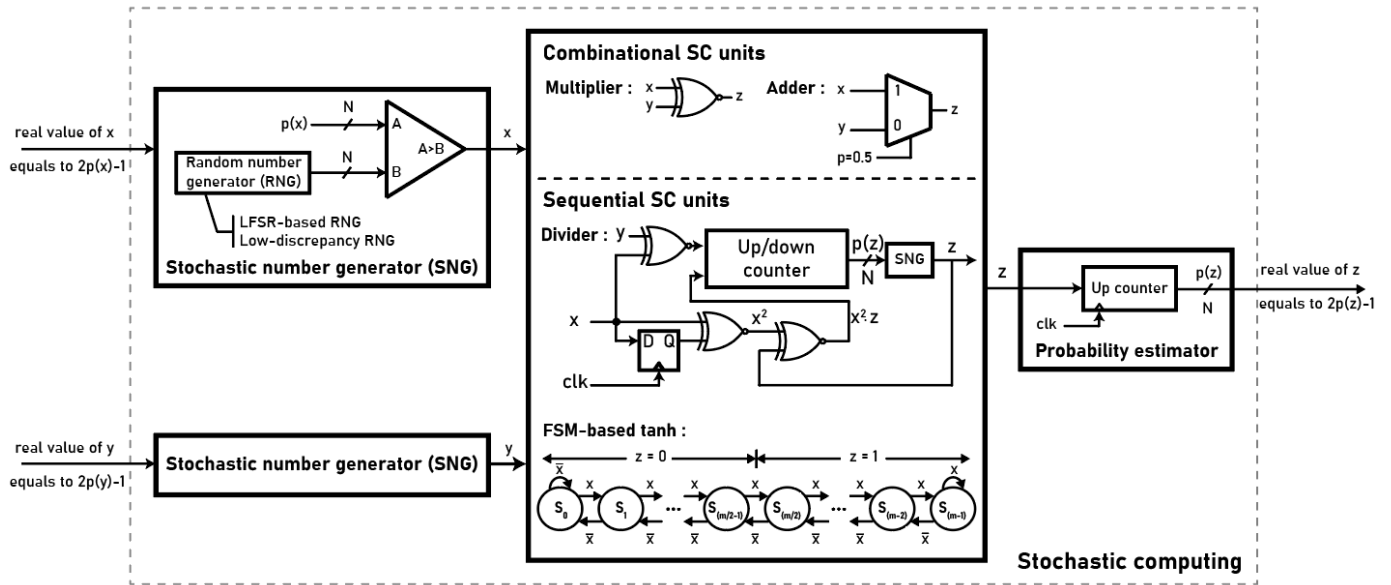 real value of x
equals to 2p(x)-1
p(x)
N
A
A>B
Random number
generator (RNG)
N
B
LFSR-based RNG
Low-discrepancy RNG
Stochastic number generator (SNG)
x
real value of y
equals to 2p(y)-1
Stochastic number generator (SNG)
y
Combinational SC units
Multiplier :
x
y
z
Adder :
x
1
y
0
z
p=0.5
Sequential SC units
Divider :
y
Up/down
counter
p(z)
N
SNG
z
x
D Q
clk
x²
x²·z
FSM-based tanh :
z = 0
z = 1
x̅
x
x x x x x x x x
S₀ S₁ ... S(m/2-1) S(m/2) ... S(m-2) S(m-1)
x̅ x̅ x̅ x̅ x̅ x̅ x̅ x̅
z
Up counter
p(z)
N
clk
Probability estimator
real value of z
equals to 2p(z)-1
Stochastic computing